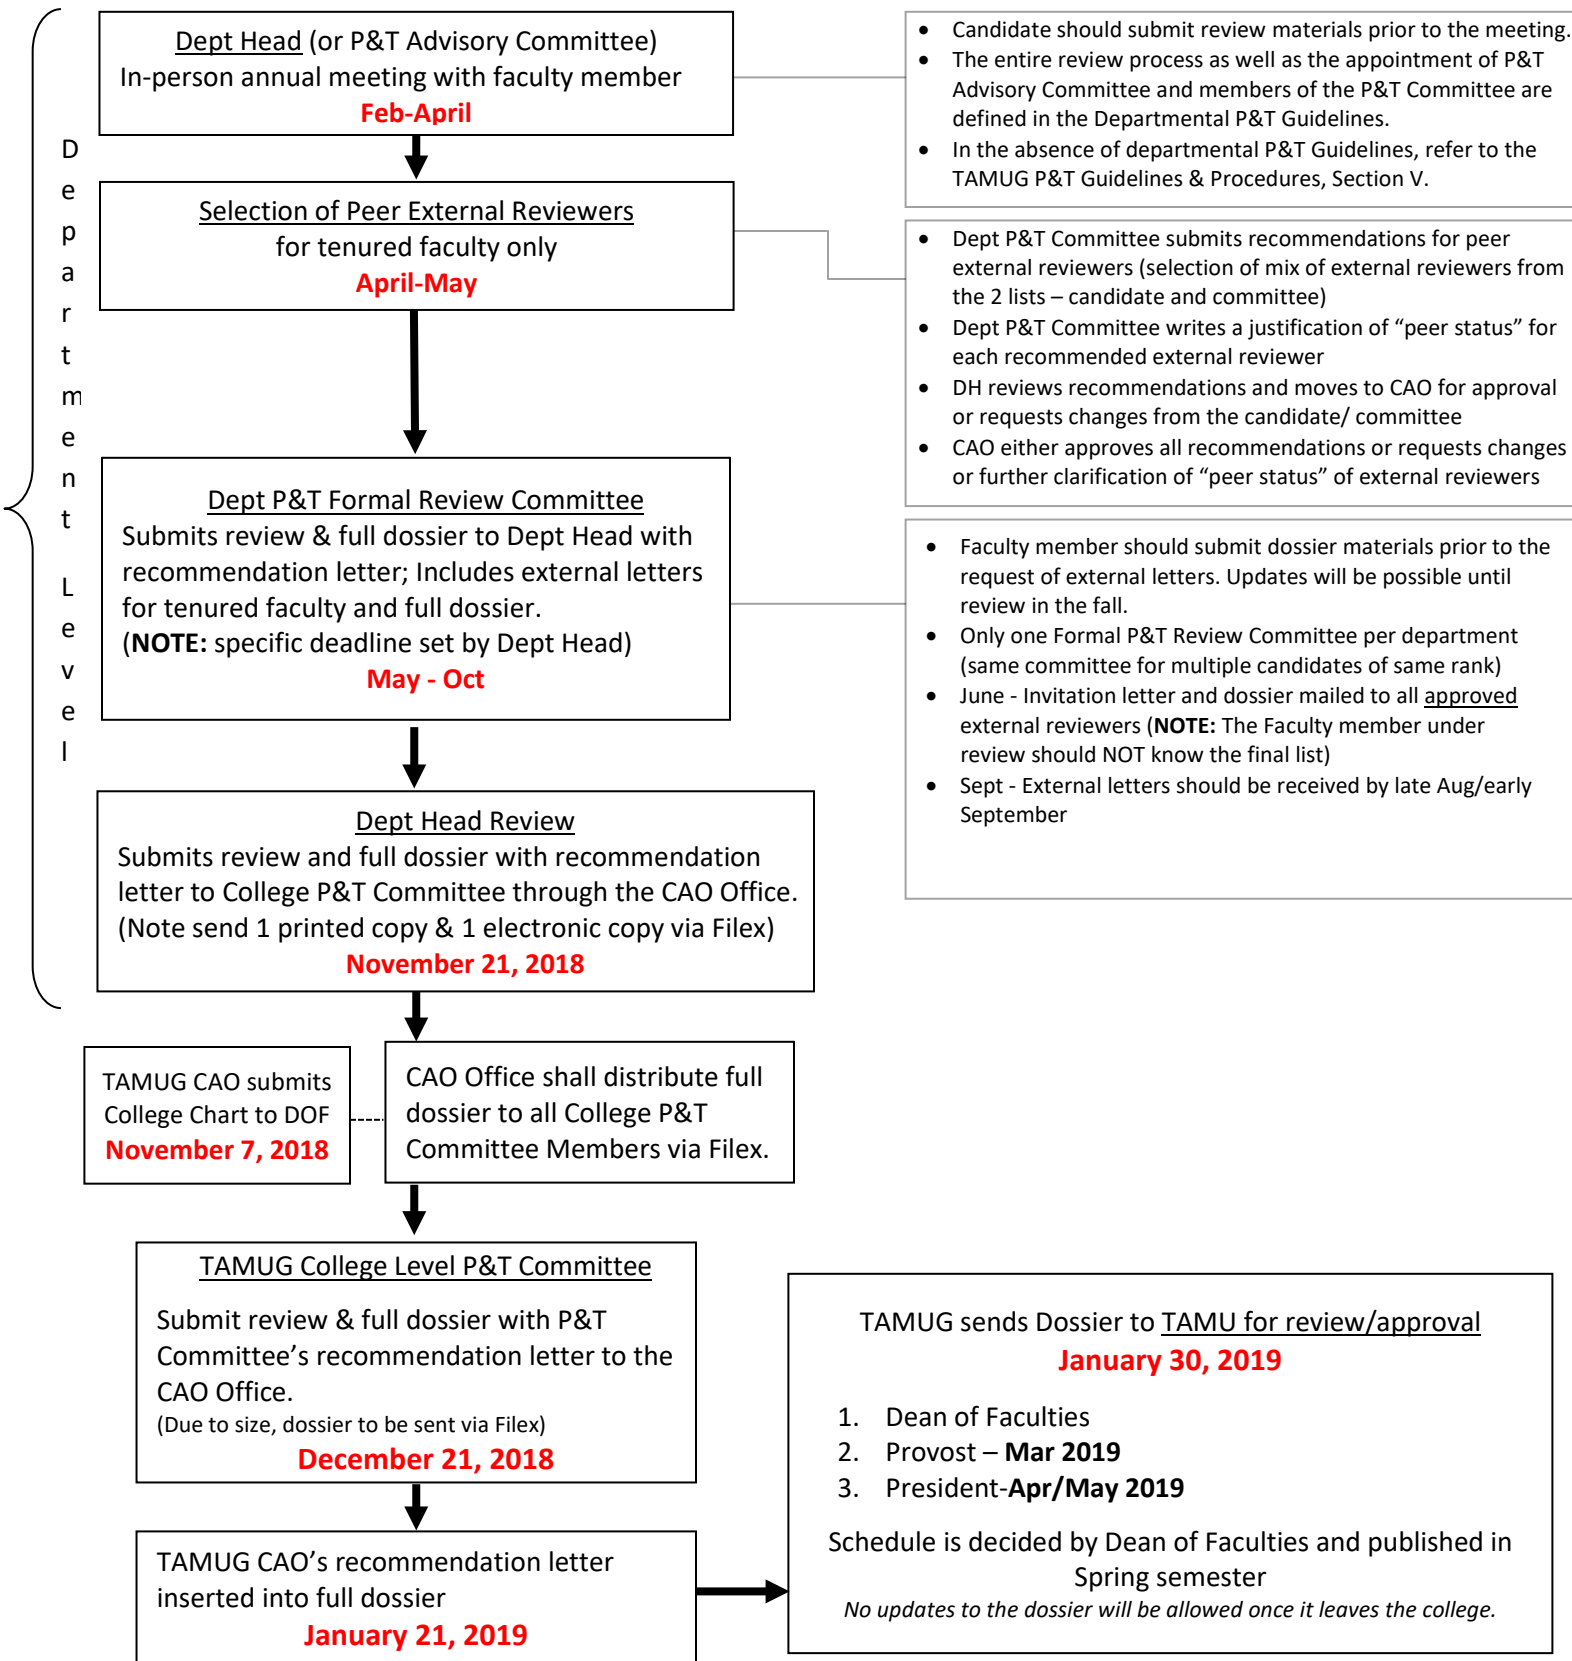 Dept Head (or P&T Advisory Committee)
In-person annual meeting with faculty member
Feb-April
• Candidate should submit review materials prior to the meeting.
• The entire review process as well as the appointment of P&T
Advisory Committee and members of the P&T Committee are
defined in the Departmental P&T Guidelines.
• In the absence of departmental P&T Guidelines, refer to the
TAMUG P&T Guidelines & Procedures, Section V.
Department Level
Selection of Peer External Reviewers
for tenured faculty only
April-May
• Dept P&T Committee submits recommendations for peer
external reviewers (selection of mix of external reviewers from
the 2 lists – candidate and committee)
• Dept P&T Committee writes a justification of “peer status” for
each recommended external reviewer
• DH reviews recommendations and moves to CAO for approval
or requests changes from the candidate/ committee
• CAO either approves all recommendations or requests changes
or further clarification of “peer status” of external reviewers
Dept P&T Formal Review Committee
Submits review & full dossier to Dept Head with
recommendation letter; Includes external letters
for tenured faculty and full dossier.
(NOTE: specific deadline set by Dept Head)
May - Oct
• Faculty member should submit dossier materials prior to the
request of external letters. Updates will be possible until
review in the fall.
• Only one Formal P&T Review Committee per department
(same committee for multiple candidates of same rank)
• June - Invitation letter and dossier mailed to all approved
external reviewers (NOTE: The Faculty member under
review should NOT know the final list)
• Sept - External letters should be received by late Aug/early
September
Dept Head Review
Submits review and full dossier with recommendation
letter to College P&T Committee through the CAO Office.
(Note send 1 printed copy & 1 electronic copy via Filex)
November 21, 2018
TAMUG CAO submits
College Chart to DOF
November 7, 2018
CAO Office shall distribute full
dossier to all College P&T
Committee Members via Filex.
TAMUG College Level P&T Committee
Submit review & full dossier with P&T
Committee’s recommendation letter to the
CAO Office.
(Due to size, dossier to be sent via Filex)
December 21, 2018
TAMUG CAO’s recommendation letter
inserted into full dossier
January 21, 2019
TAMUG sends Dossier to TAMU for review/approval
January 30, 2019
1. Dean of Faculties
2. Provost – Mar 2019
3. President-Apr/May 2019
Schedule is decided by Dean of Faculties and published in
Spring semester
No updates to the dossier will be allowed once it leaves the college.